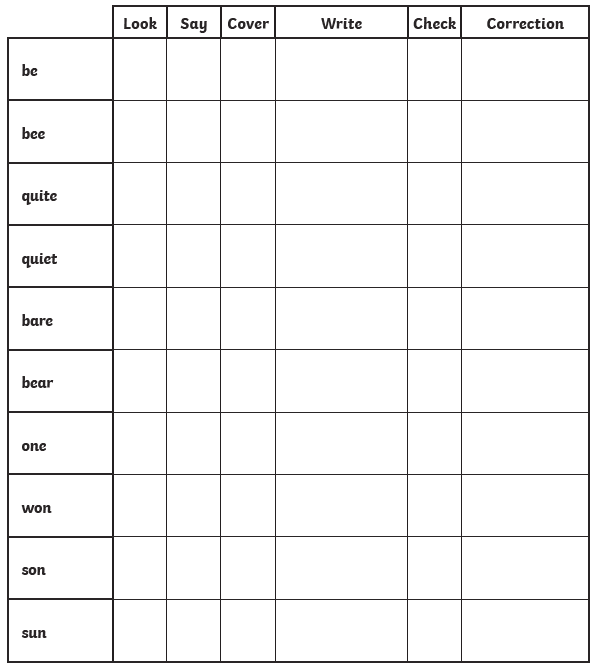 Look Say Cover Write Check Correction
be
bee
quite
quiet
bare
bear
one
won
son
sun